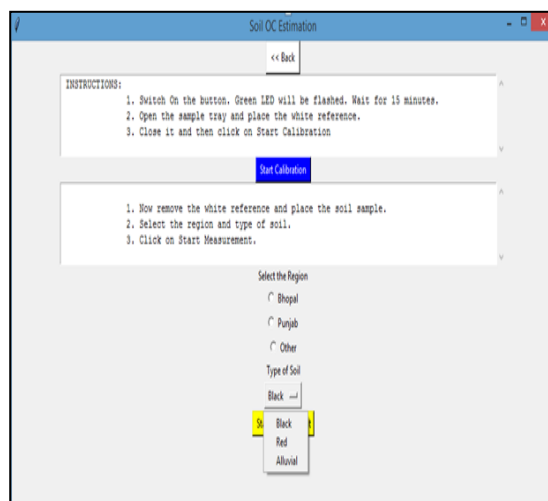 Soil OC Estimation
<< Back
INSTRUCTIONS:
1. Switch On the button. Green LED will be flashed. Wait for 15 minutes.
2. Open the sample tray and place the white reference.
3. Close it and then click on Start Calibration
Start Calibration
1. Now remove the white reference and place the soil sample.
2. Select the region and type of soil.
3. Click on Start Measurement.
Select the Region
Bhopal
Punjab
Other
Type of Soil
Black
Black
Red
Alluvial